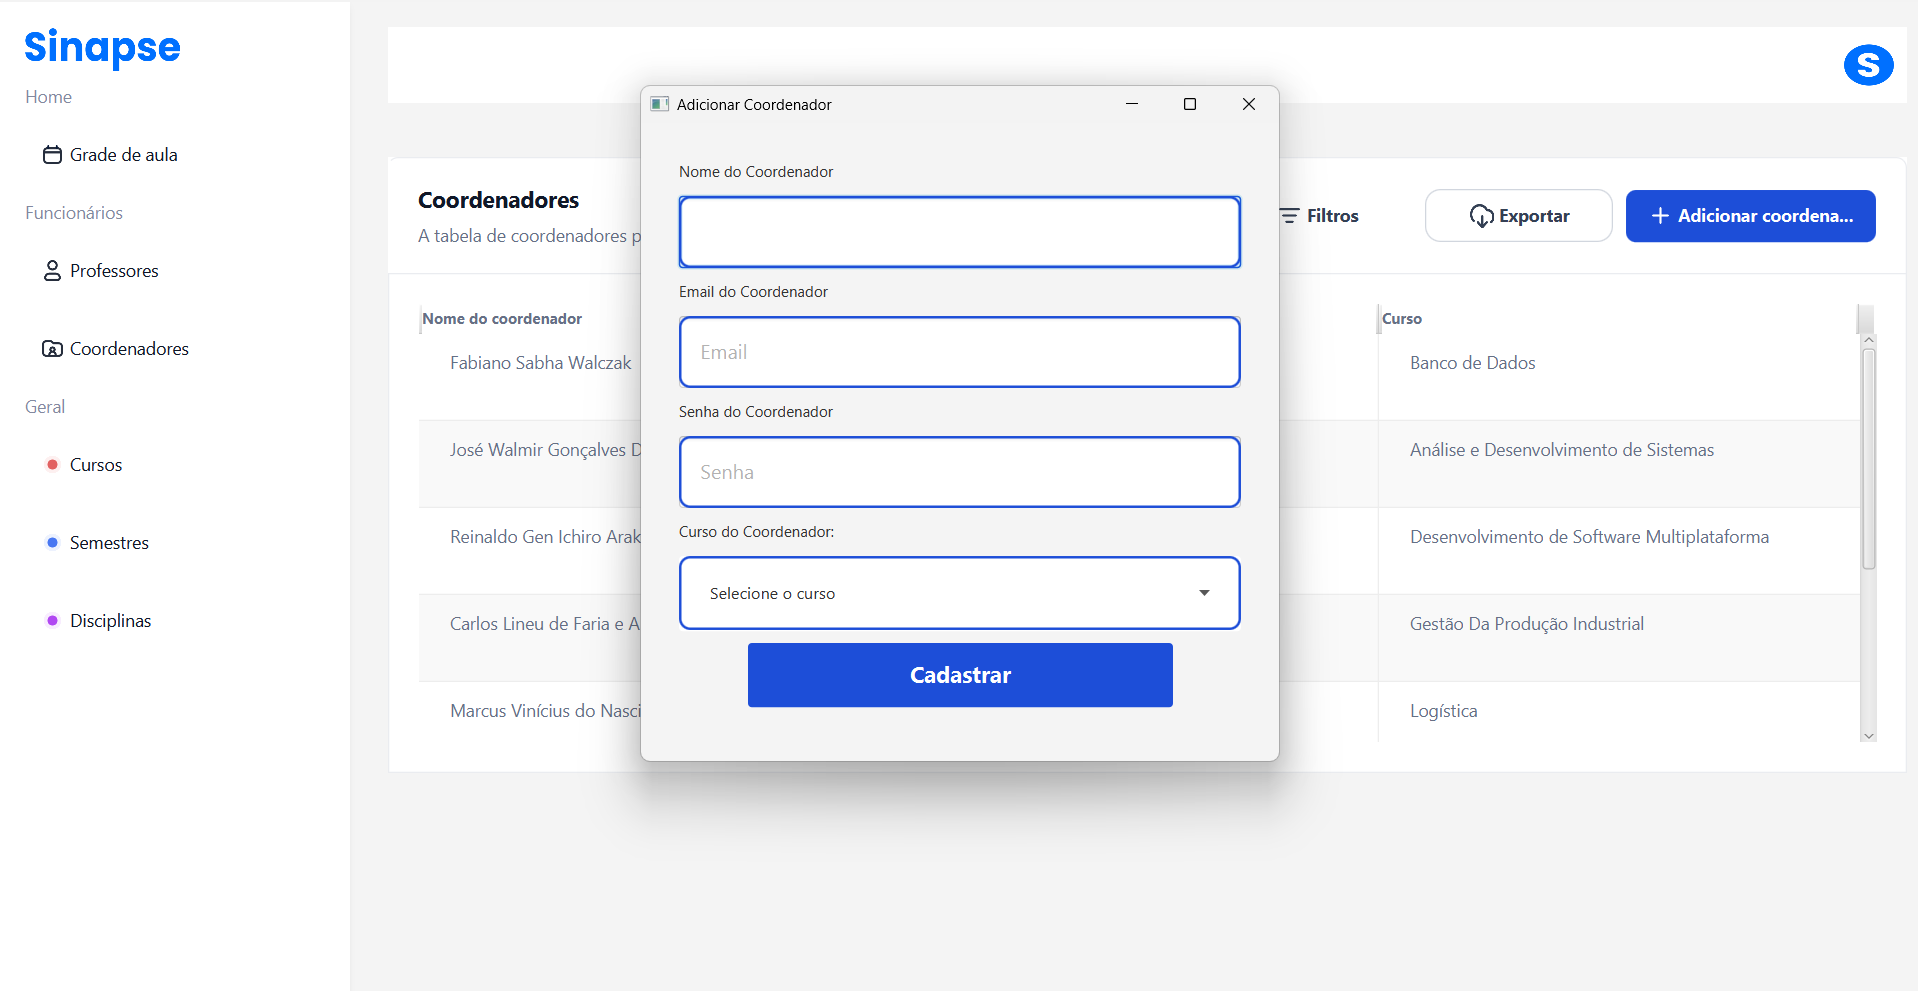 Sinapse
Home
Grade de aula
Funcionários
Professores
Coordenadores
Geral
Cursos
Semestres
Disciplinas
S
Coordenadores
A tabela de coordenadores p
Filtros
Exportar
+ Adicionar coordena...
Nome do coordenador
Curso
Fabiano Sabha Walczak
Banco de Dados
José Walmir Gonçalves D
Análise e Desenvolvimento de Sistemas
Reinaldo Gen Ichiro Arak
Desenvolvimento de Software Multiplataforma
Carlos Lineu de Faria e A
Gestão Da Produção Industrial
Marcus Vinícius do Nasci
Logística
Adicionar Coordenador
Nome do Coordenador
Email do Coordenador
Email
Senha do Coordenador
Senha
Curso do Coordenador:
Selecione o curso
Cadastrar